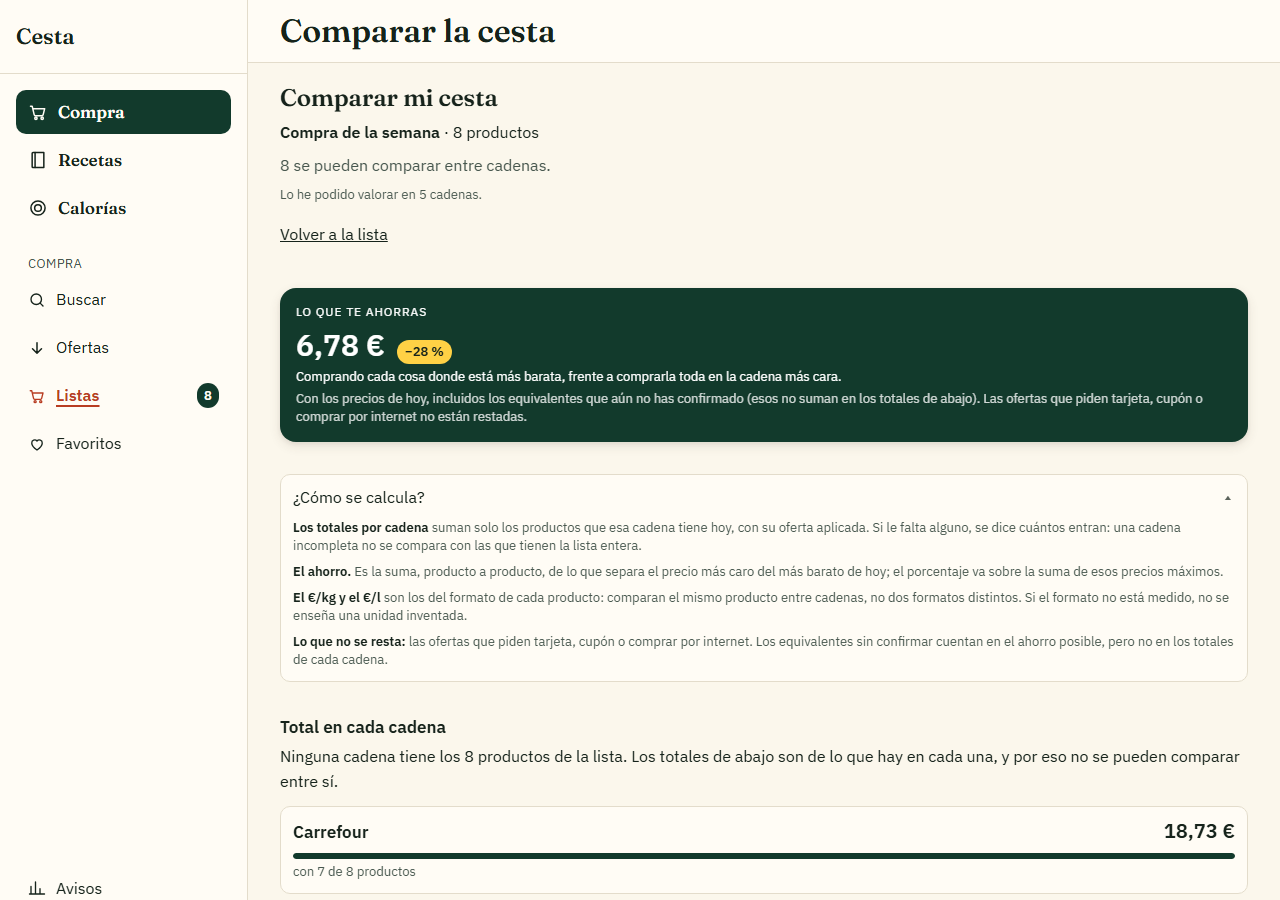 Cesta
Comparar la cesta
Compra
Recetas
Calorías
COMPRA
Buscar
Ofertas
Listas
8
Favoritos
Avisos
Comparar mi cesta
Compra de la semana · 8 productos
8 se pueden comparar entre cadenas.
Lo he podido valorar en 5 cadenas.
Volver a la lista
LO QUE TE AHORRAS
6,78 € −28 %
Comprando cada cosa donde está más barata, frente a comprarla toda en la cadena más cara.
Con los precios de hoy, incluidos los equivalentes que aún no has confirmado (esos no suman en los totales de abajo). Las ofertas que piden tarjeta, cupón o
comprar por internet no están restadas.
¿Cómo se calcula?
Los totales por cadena suman solo los productos que esa cadena tiene hoy, con su oferta aplicada. Si le falta alguno, se dice cuántos entran: una cadena
incompleta no se compara con las que tienen la lista entera.
El ahorro. Es la suma, producto a producto, de lo que separa el precio más caro del más barato de hoy; el porcentaje va sobre la suma de esos precios máximos.
El €/kg y el €/l son los del formato de cada producto: comparan el mismo producto entre cadenas, no dos formatos distintos. Si el formato no está medido, no se
enseña una unidad inventada.
Lo que no se resta: las ofertas que piden tarjeta, cupón o comprar por internet. Los equivalentes sin confirmar cuentan en el ahorro posible, pero no en los totales
de cada cadena.
Total en cada cadena
Ninguna cadena tiene los 8 productos de la lista. Los totales de abajo son de lo que hay en cada una, y por eso no se pueden comparar
entre sí.
Carrefour 18,73 €
con 7 de 8 productos